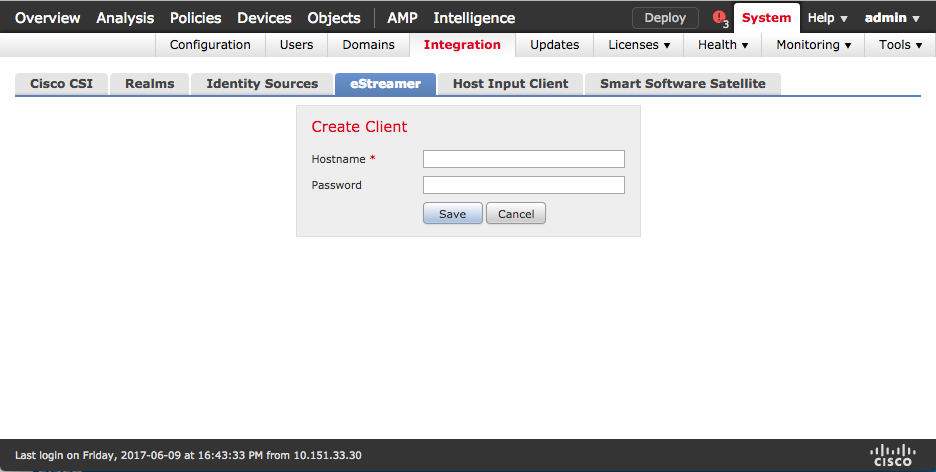 Overview Analysis Policies Devices Objects AMP Intelligence Deploy 3 System Help admin
Configuration Users Domains Integration Updates Licenses Health Monitoring Tools
Cisco CSI Realms Identity Sources eStreamer Host Input Client Smart Software Satellite
Create Client
Hostname *
Password
Save Cancel
Last login on Friday, 2017-06-09 at 16:43:33 PM from 10.151.33.30
CISCO